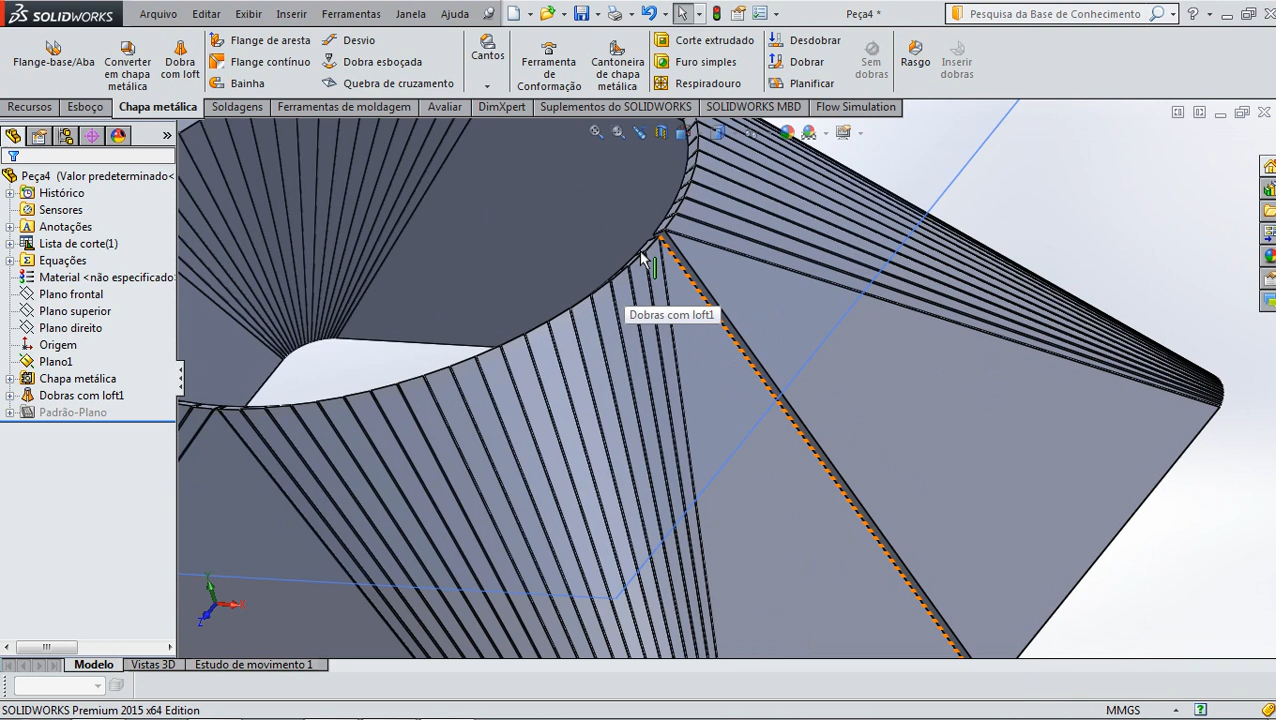 SOLIDWORKS
Arquivo Editar Exibir Inserir Ferramentas Janela Ajuda
Peça4 *
Pesquisa da Base de Conhecimento
Flange-base/Aba
Converter em chapa metálica
Dobra com loft
Flange de aresta
Flange contínuo
Bainha
Desvio
Dobra esboçada
Quebra de cruzamento
Cantos
Ferramenta de Conformação
Cantoneira de chapa metálica
Corte extrudado
Furo simples
Respiradouro
Desdobrar
Dobrar
Planificar
Sem dobras
Rasgo
Inserir dobras
Recursos Esboço Chapa metálica Soldagens Ferramentas de moldagem Avaliar DimXpert Suplementos do SOLIDWORKS SOLIDWORKS MBD Flow Simulation
Peça4 (Valor predeterminado<
Histórico
Sensores
Anotações
Lista de corte(1)
Equações
Material <não especificado>
Plano frontal
Plano superior
Plano direito
Origem
Plano1
Chapa metálica
Dobras com loft1
Padrão-Plano
Dobras com loft1
Modelo Vistas 3D Estudo de movimento 1
SOLIDWORKS Premium 2015 x64 Edition
MMGS